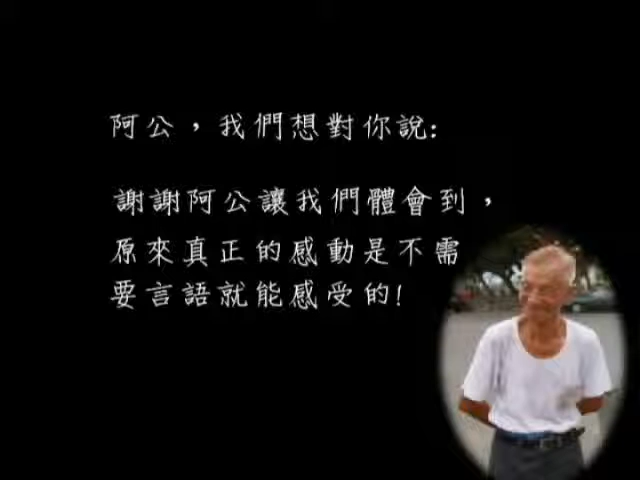 阿公，我們想對你說:
謝謝阿公讓我們體會到，
原來真正的感動是不需
要言語就能感受的!